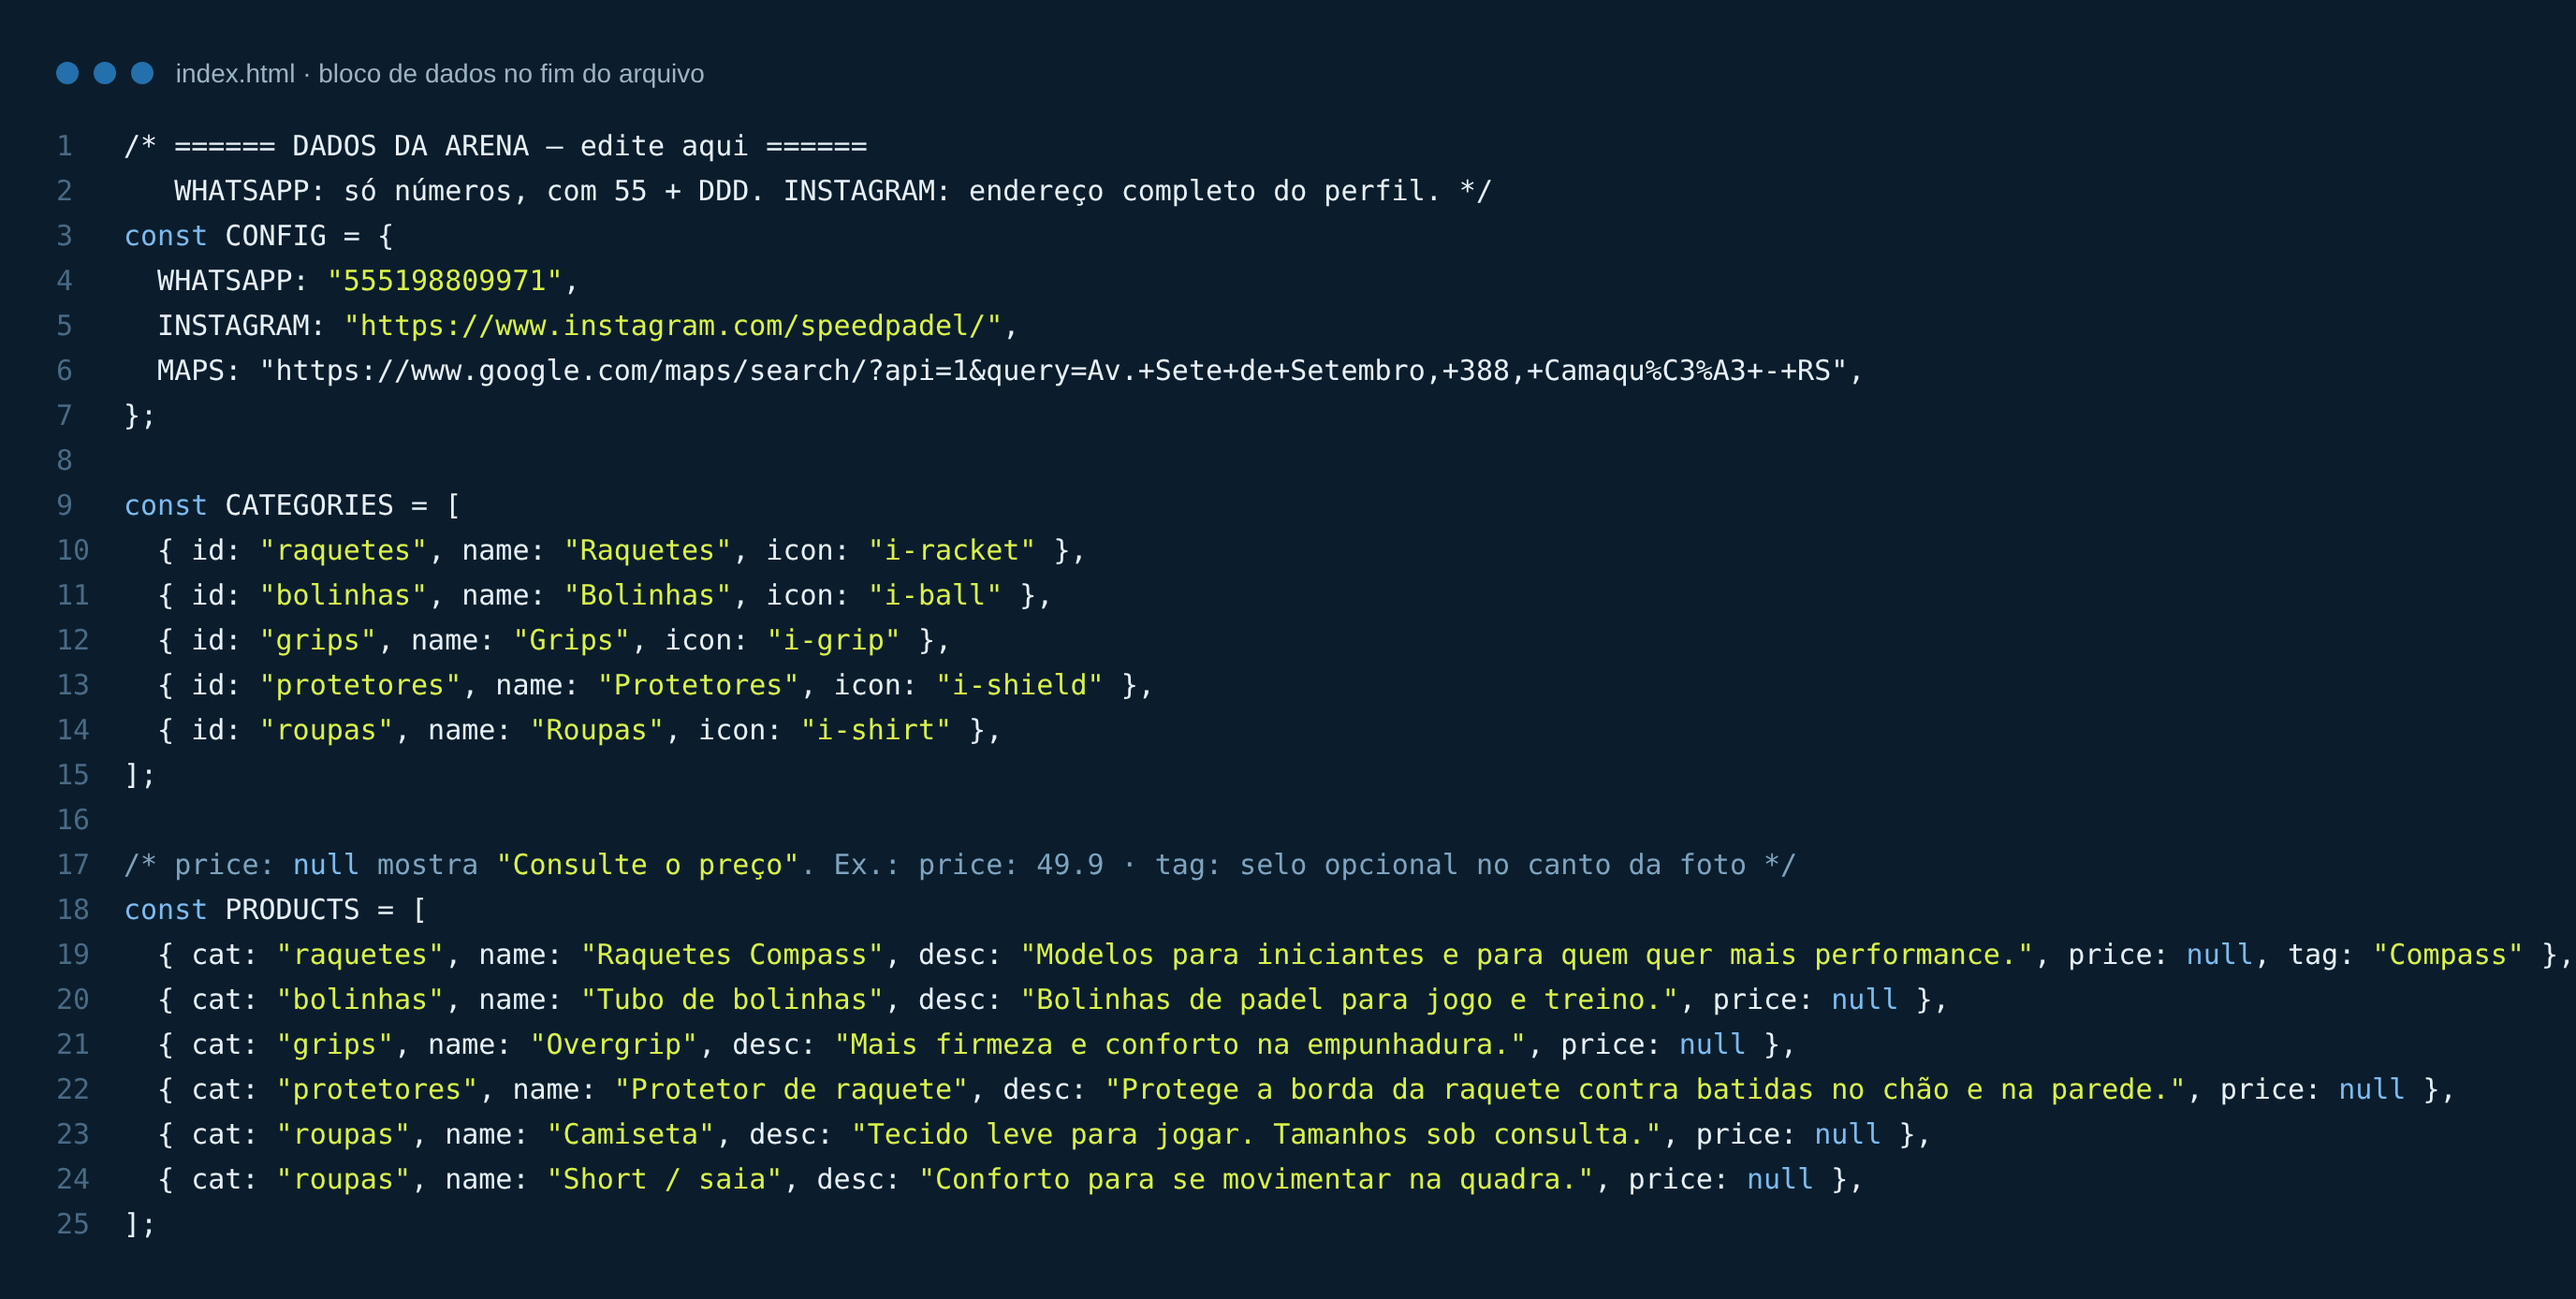 index.html · bloco de dados no fim do arquivo
1 /* ====== DADOS DA ARENA — edite aqui ======
2 WHATSAPP: só números, com 55 + DDD. INSTAGRAM: endereço completo do perfil. */
3 const CONFIG = {
4 WHATSAPP: "555198809971",
5 INSTAGRAM: "https://www.instagram.com/speedpadel/",
6 MAPS: "https://www.google.com/maps/search/?api=1&query=Av.+Sete+de+Setembro,+388,+Camaqu%C3%A3+-+RS",
7 };
8
9 const CATEGORIES = [
10 { id: "raquetes", name: "Raquetes", icon: "i-racket" },
11 { id: "bolinhas", name: "Bolinhas", icon: "i-ball" },
12 { id: "grips", name: "Grips", icon: "i-grip" },
13 { id: "protetores", name: "Protetores", icon: "i-shield" },
14 { id: "roupas", name: "Roupas", icon: "i-shirt" },
15 ];
16
17 /* price: null mostra "Consulte o preço". Ex.: price: 49.9 · tag: selo opcional no canto da foto */
18 const PRODUCTS = [
19 { cat: "raquetes", name: "Raquetes Compass", desc: "Modelos para iniciantes e para quem quer mais performance.", price: null, tag: "Compass" },
20 { cat: "bolinhas", name: "Tubo de bolinhas", desc: "Bolinhas de padel para jogo e treino.", price: null },
21 { cat: "grips", name: "Overgrip", desc: "Mais firmeza e conforto na empunhadura.", price: null },
22 { cat: "protetores", name: "Protetor de raquete", desc: "Protege a borda da raquete contra batidas no chão e na parede.", price: null },
23 { cat: "roupas", name: "Camiseta", desc: "Tecido leve para jogar. Tamanhos sob consulta.", price: null },
24 { cat: "roupas", name: "Short / saia", desc: "Conforto para se movimentar na quadra.", price: null },
25 ];